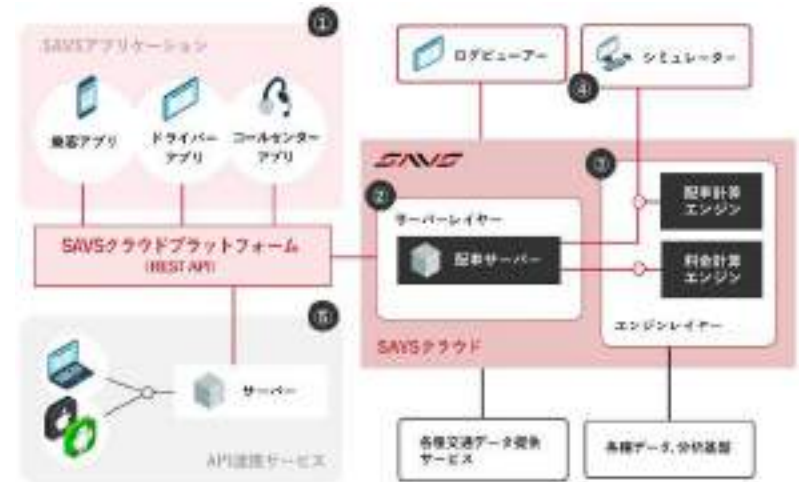 ①
SAVSアプリケーション
乗客アプリ
ドライバー
アプリ
コールセンター
アプリ
SAVSクラウドプラットフォーム
(REST API)
⑤
サーバー
API連携サービス
ログビューアー
シミュレーター
④
SAVS
②
サーバーレイヤー
配車サーバー
③
配車計算
エンジン
料金計算
エンジン
エンジンレイヤー
SAVSクラウド
各種交通データ提供
サービス
各種データ、分析基盤